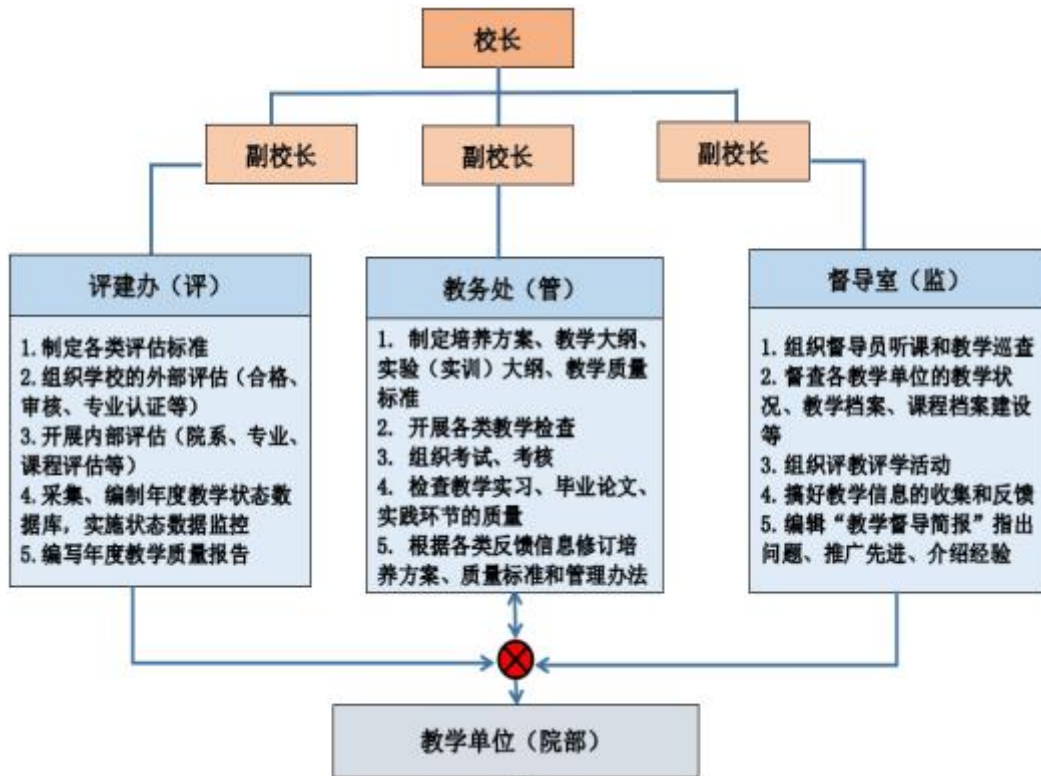 校长
副校长
副校长
副校长
评建办（评）
1.制定各类评估标准
2.组织学校的外部评估（合格、
审核、专业认证等）
3.开展内部评估（院系、专业、
课程评估等）
4.采集、编制年度教学状态数
据库，实施状态数据监控
5.编写年度教学质量报告
教务处（管）
1. 制定培养方案、教学大纲、
实验（实训）大纲、教学质量
标准
2. 开展各类教学检查
3. 组织考试、考核
4. 检查教学实习、毕业论文、
实践环节的质量
5. 根据各类反馈信息修订培
养方案、质量标准和管理办法
督导室（监）
1.组织督导员听课和教学巡查
2.督查各教学单位的教学状
况、教学档案、课程档案建设
等
3.组织评教评学活动
4.搞好教学信息的收集和反馈
5.编辑“教学督导简报”指出
问题、推广先进、介绍经验
教学单位（院部）